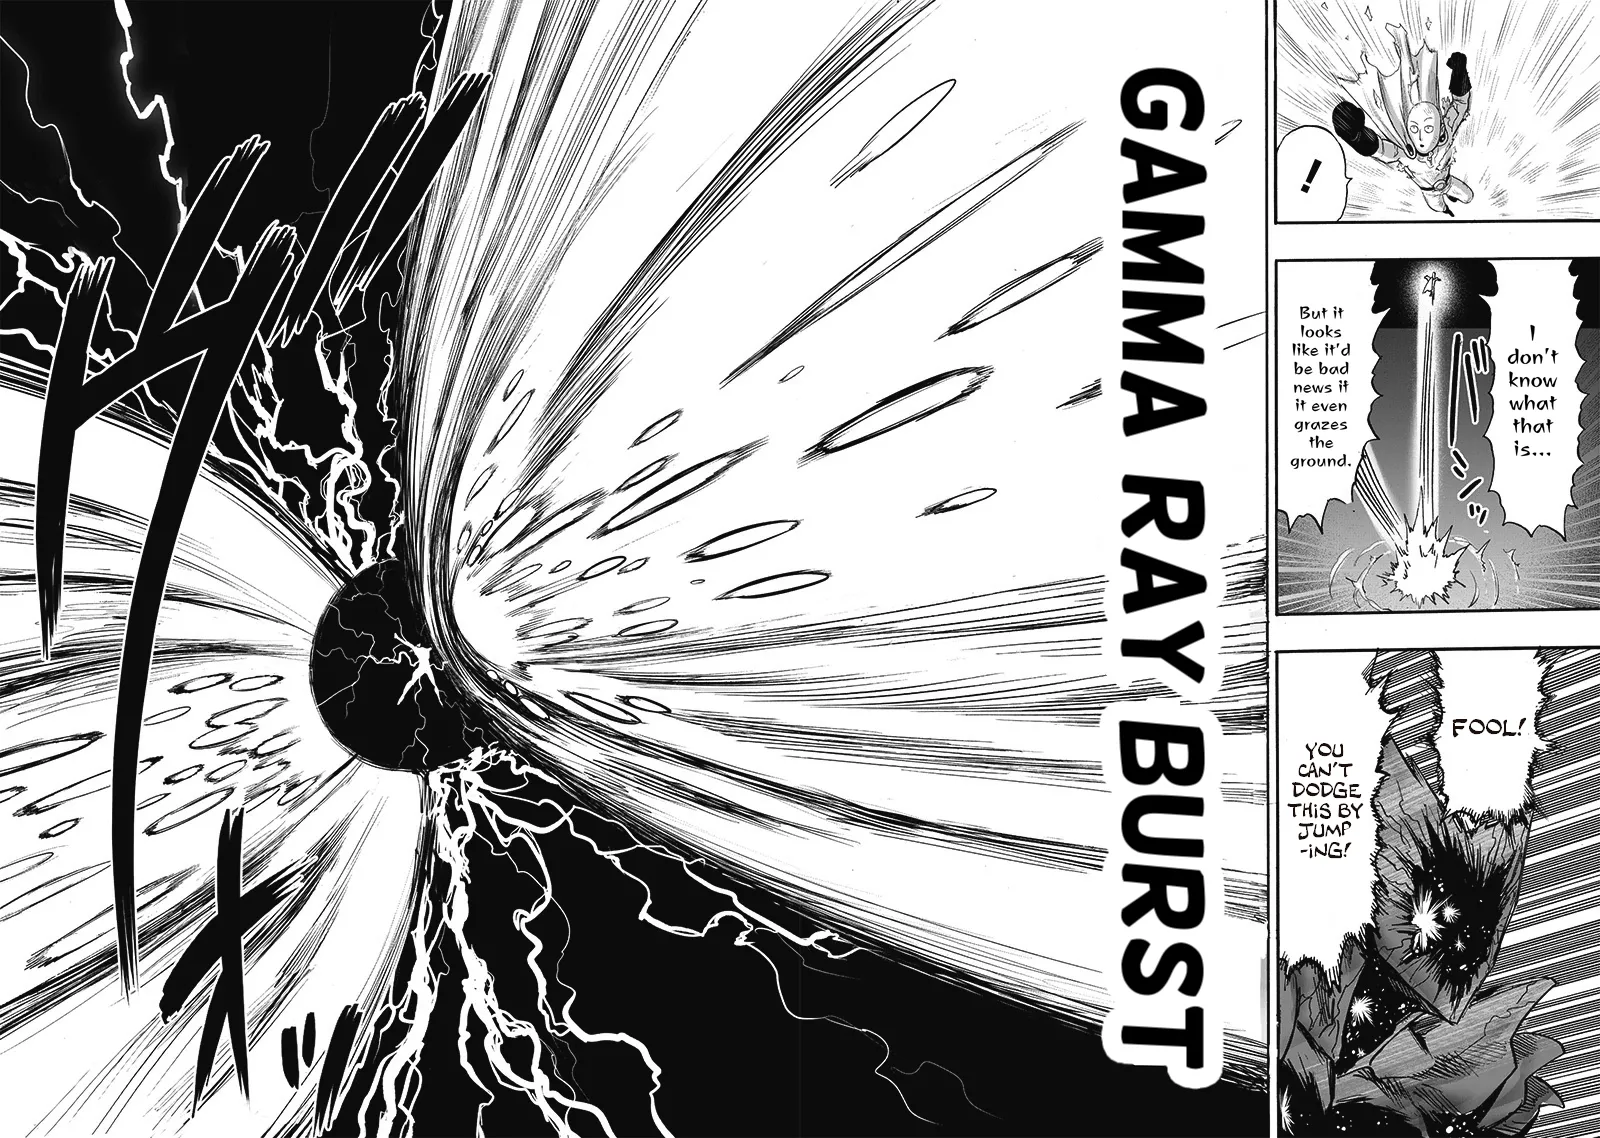 !
I
don't
know
what
that
is...
But it
looks
like it'd
be bad
news if
it even
grazes
the
ground.
FOOL!
YOU
CAN'T
DODGE
THIS BY
JUMP
-iNG!
GAMMA RAY BURST